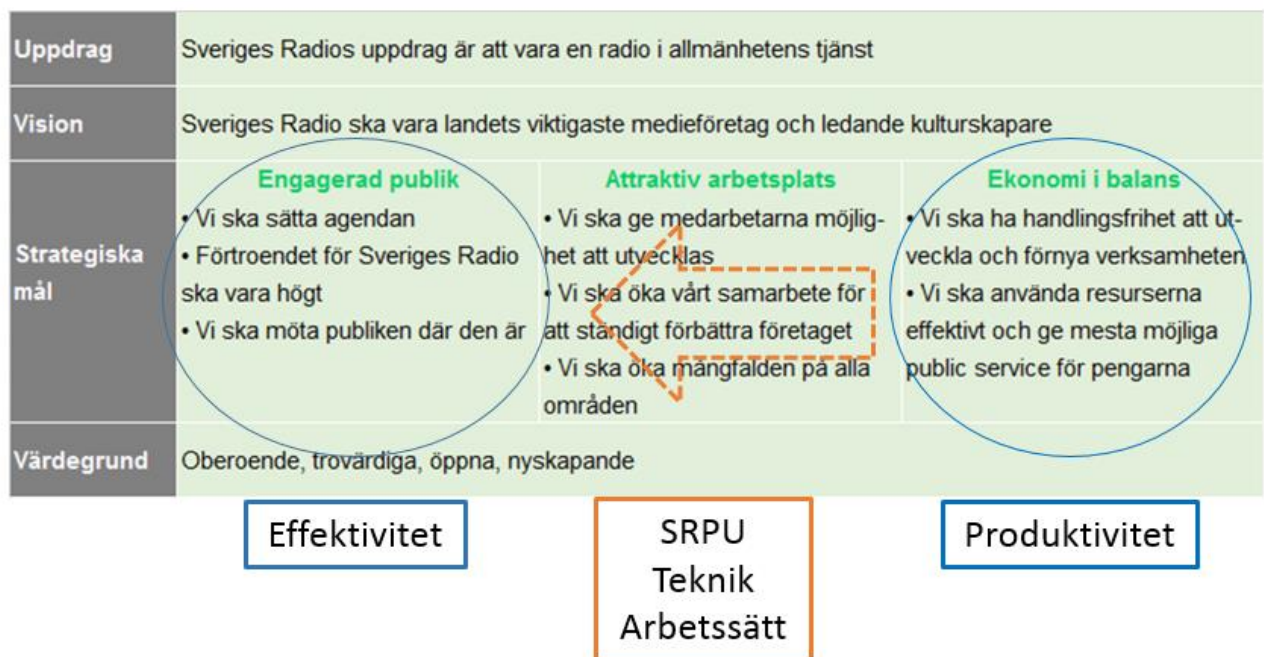 Uppdrag
Sveriges Radios uppdrag är att vara en radio i allmänhetens tjänst
Vision
Sveriges Radio ska vara landets viktigaste medieföretag och ledande kulturskapare
Strategiska
mål
Engagerad publik
• Vi ska sätta agendan
• Förtroendet för Sveriges Radio
ska vara högt
• Vi ska möta publiken där den är
Attraktiv arbetsplats
• Vi ska ge medarbetarna möjlig-
het att utvecklas
• Vi ska öka vårt samarbete för
att ständigt förbättra företaget
• Vi ska öka mångfalden på alla
områden
Ekonomi i balans
• Vi ska ha handlingsfrihet att ut-
veckla och förnya verksamheten
• Vi ska använda resurserna
effektivt och ge mesta möjliga
public service för pengarna
Värdegrund
Oberoende, trovärdiga, öppna, nyskapande
Effektivitet
SRPU
Teknik
Arbetssätt
Produktivitet